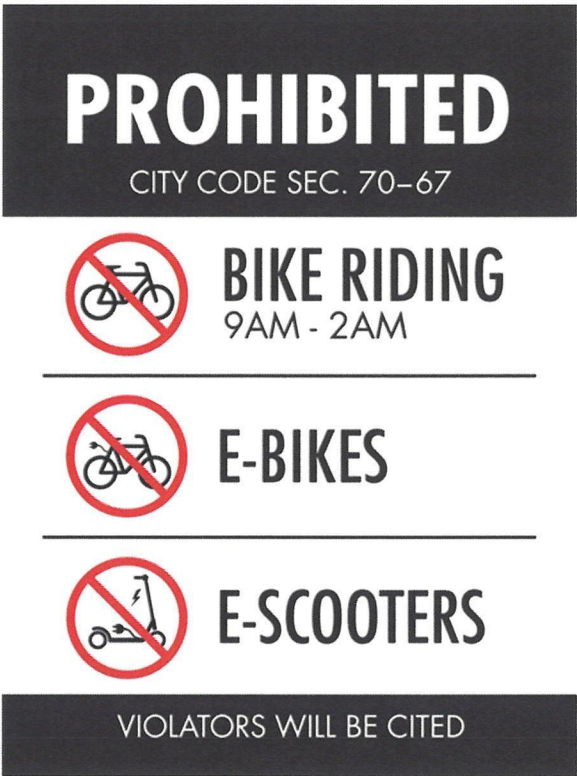 PROHIBITED
CITY CODE SEC. 70–67
BIKE RIDING
9AM - 2AM
E-BIKES
E-SCOOTERS
VIOLATORS WILL BE CITED